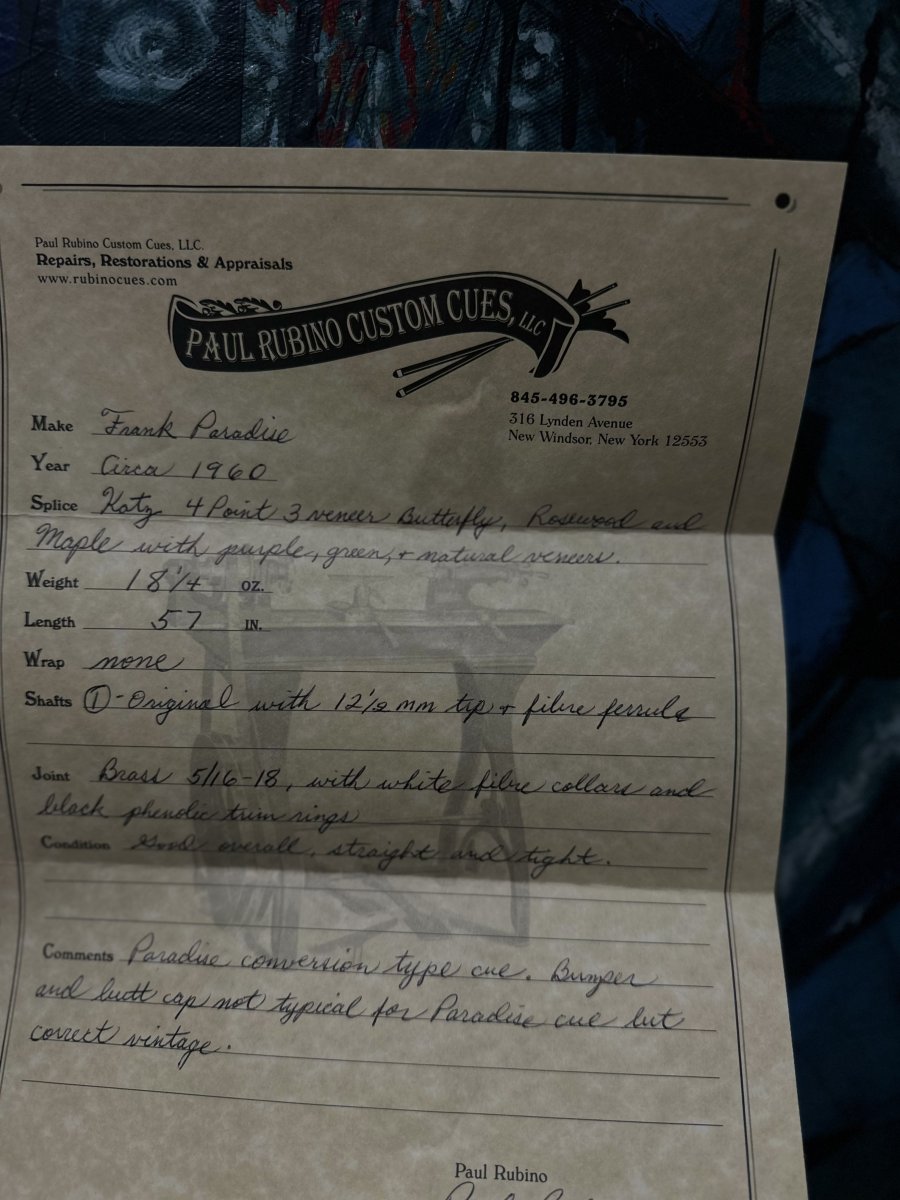 Paul Rubino Custom Cues, LLC.
Repairs, Restorations & Appraisals
www.rubinocues.com
PAUL RUBINO CUSTOM CUES, LLC
845-496-3795
316 Lynden Avenue
New Windsor, New York 12553
Make Frank Paradise
Year Circa 1960
Splice Katz 4 Point 3 veneer Butterfly, Rosewood and
Maple with purple, green, + natural veneers.
Weight 18 1/4 OZ.
Length 57 IN.
Wrap none
Shafts ① - Original with 12 1/2 mm tip + fibre ferrule
Joint Brass 5/16-18, with white fibre collars and
black phenolic trim rings
Condition Good overall, straight and tight.
Comments Paradise conversion type cue. Bumper
and butt cap not typical for Paradise cue but
correct vintage.
Paul Rubino